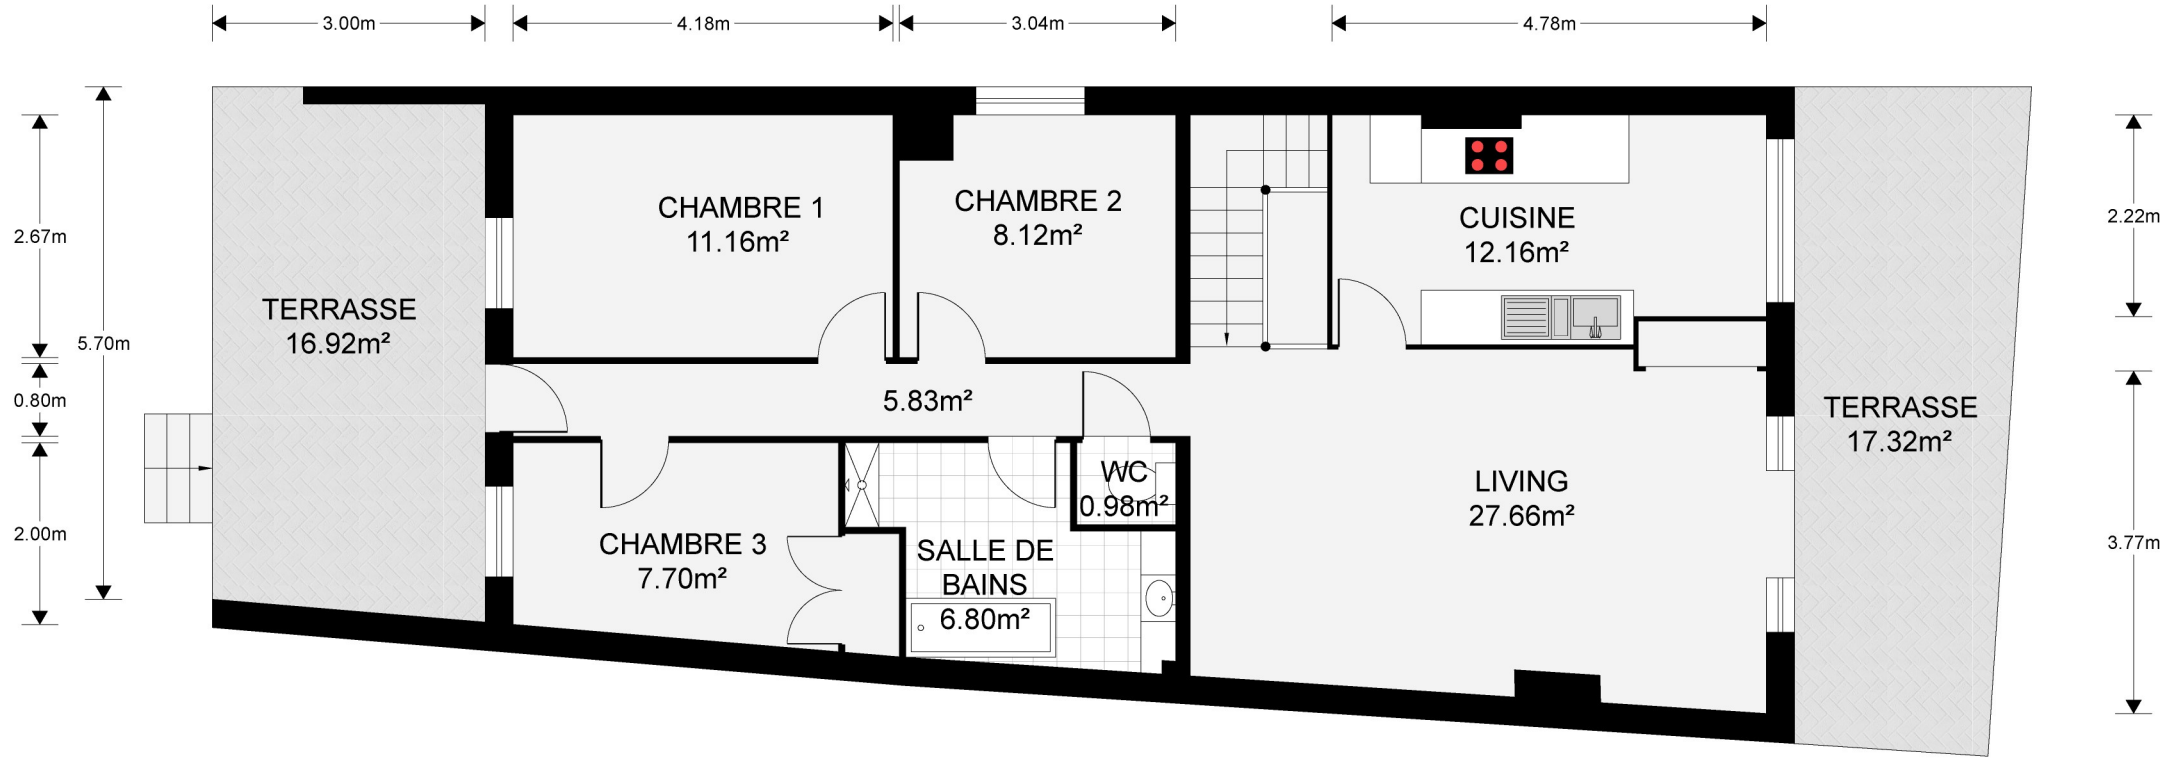 3.00m
4.18m
3.04m
4.78m
2.67m
5.70m
0.80m
2.00m
TERRASSE
16.92m²
CHAMBRE 1
11.16m²
CHAMBRE 2
8.12m²
CUISINE
12.16m²
2.22m
5.83m²
TERRASSE
17.32m²
CHAMBRE 3
7.70m²
SALLE DE
BAINS
6.80m²
WC
0.98m²
LIVING
27.66m²
3.77m